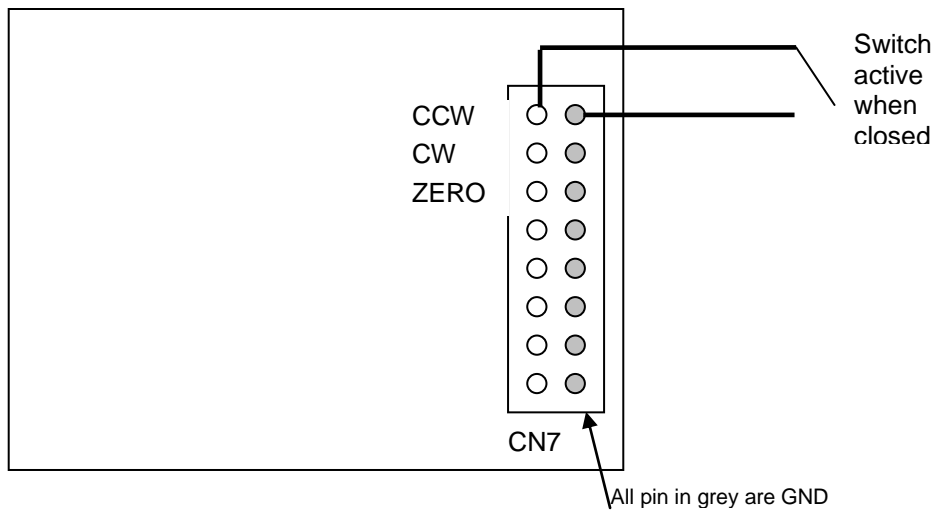 Switch
active
when
closed
CCW
CW
ZERO
CN7
All pin in grey are GND